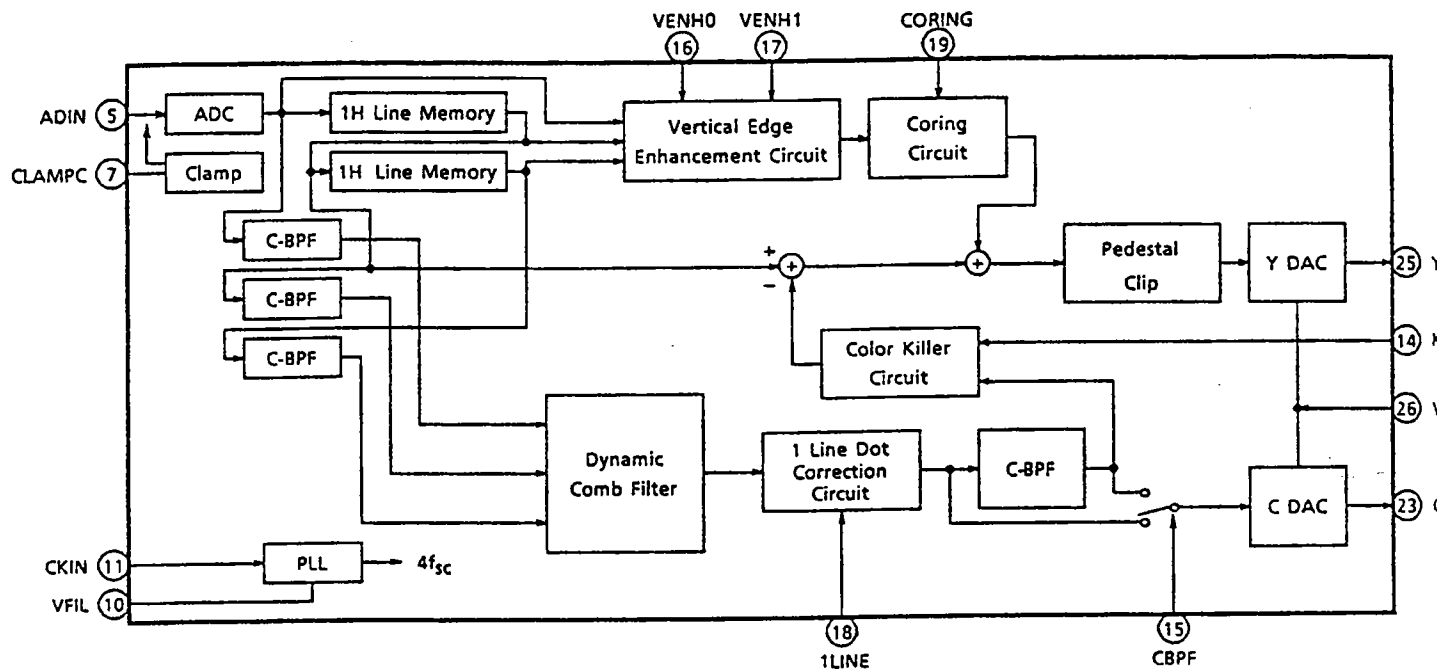 VENH0 VENH1 CORING
16 17 19
ADIN 5 ADC 1H Line Memory
Vertical Edge
Enhancement Circuit
Coring
Circuit
CLAMPC 7 Clamp 1H Line Memory
C-BPF
+
+
+
−
Pedestal
Clip
Y DAC
25 Y
C-BPF
C-BPF
Color Killer
Circuit
14
26
Dynamic
Comb Filter
1 Line Dot
Correction
Circuit
C-BPF
C DAC
23
CKIN 11 PLL 4fsc
VFIL 10
18 15
1LINE CBPF